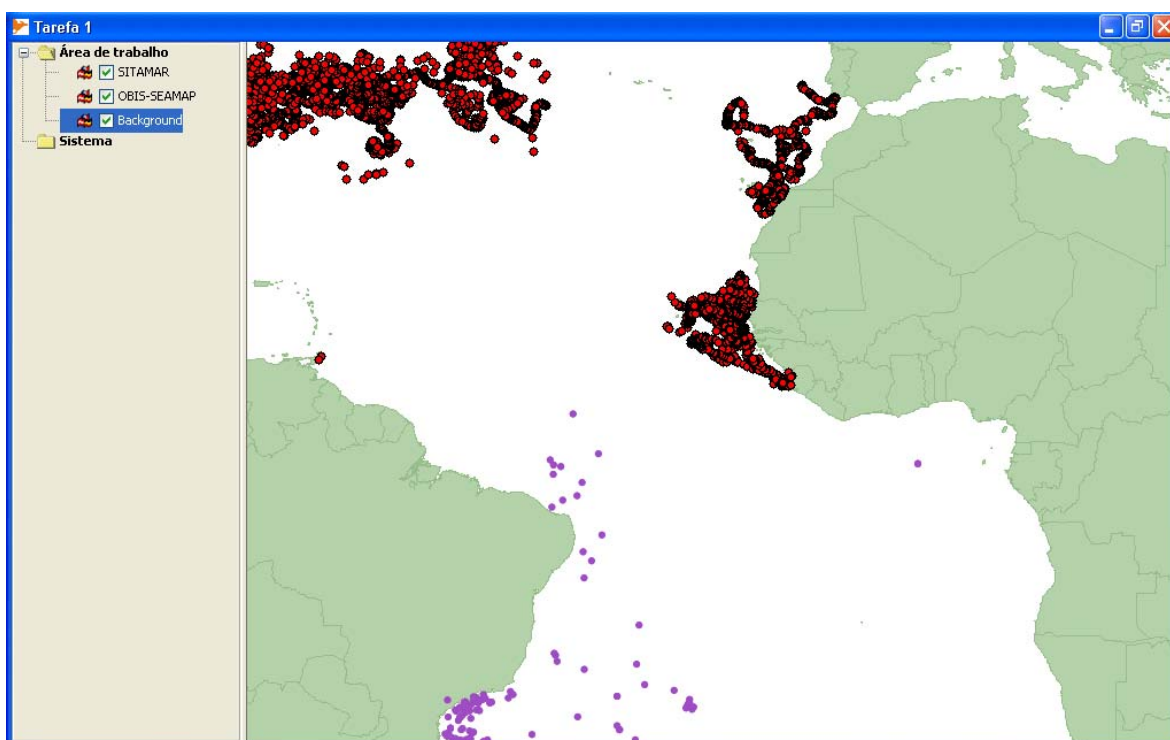 Tarefa 1
Área de trabalho
SITAMAR
OBIS-SEAMAP
Background
Sistema